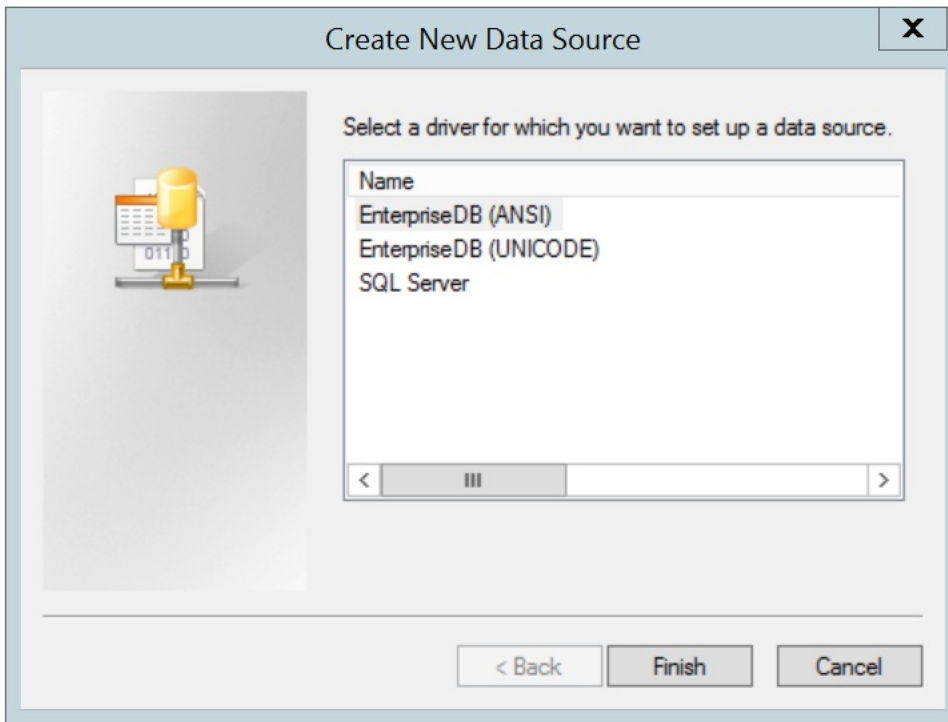 Create New Data Source
X
Select a driver for which you want to set up a data source.
Name
EnterpriseDB (ANSI)
EnterpriseDB (UNICODE)
SQL Server
< Back
Finish
Cancel